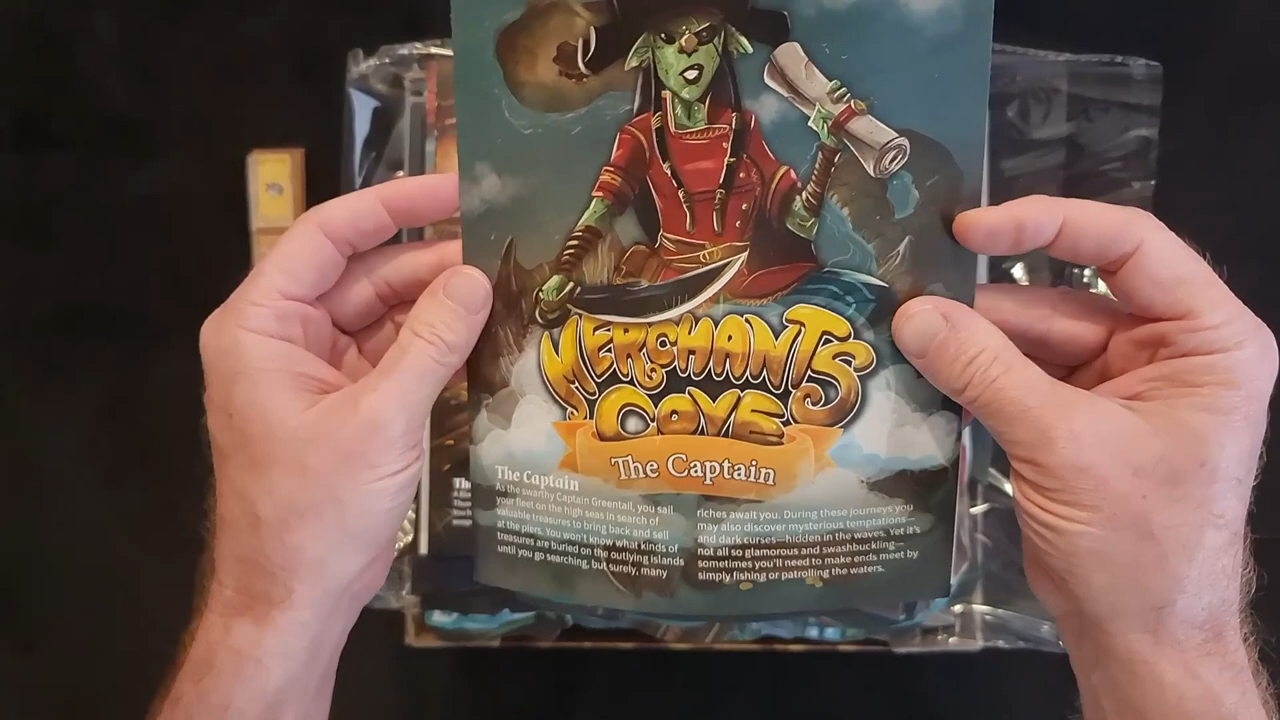 MERCHANTS
COVE
The Captain
The Captain
As the swarthy Captain Greentail, you sail
your fleet on the high seas in search of
valuable treasures to bring back and sell
at the piers. You won't know what kinds of
treasures are buried on the outlying islands
until you go searching, but surely, many
riches await you. During these journeys you
may also discover mysterious temptations—
and dark curses—hidden in the waves. Yet it's
not all so glamorous and swashbuckling—
sometimes you'll need to make ends meet by
simply fishing or patrolling the waters.
The